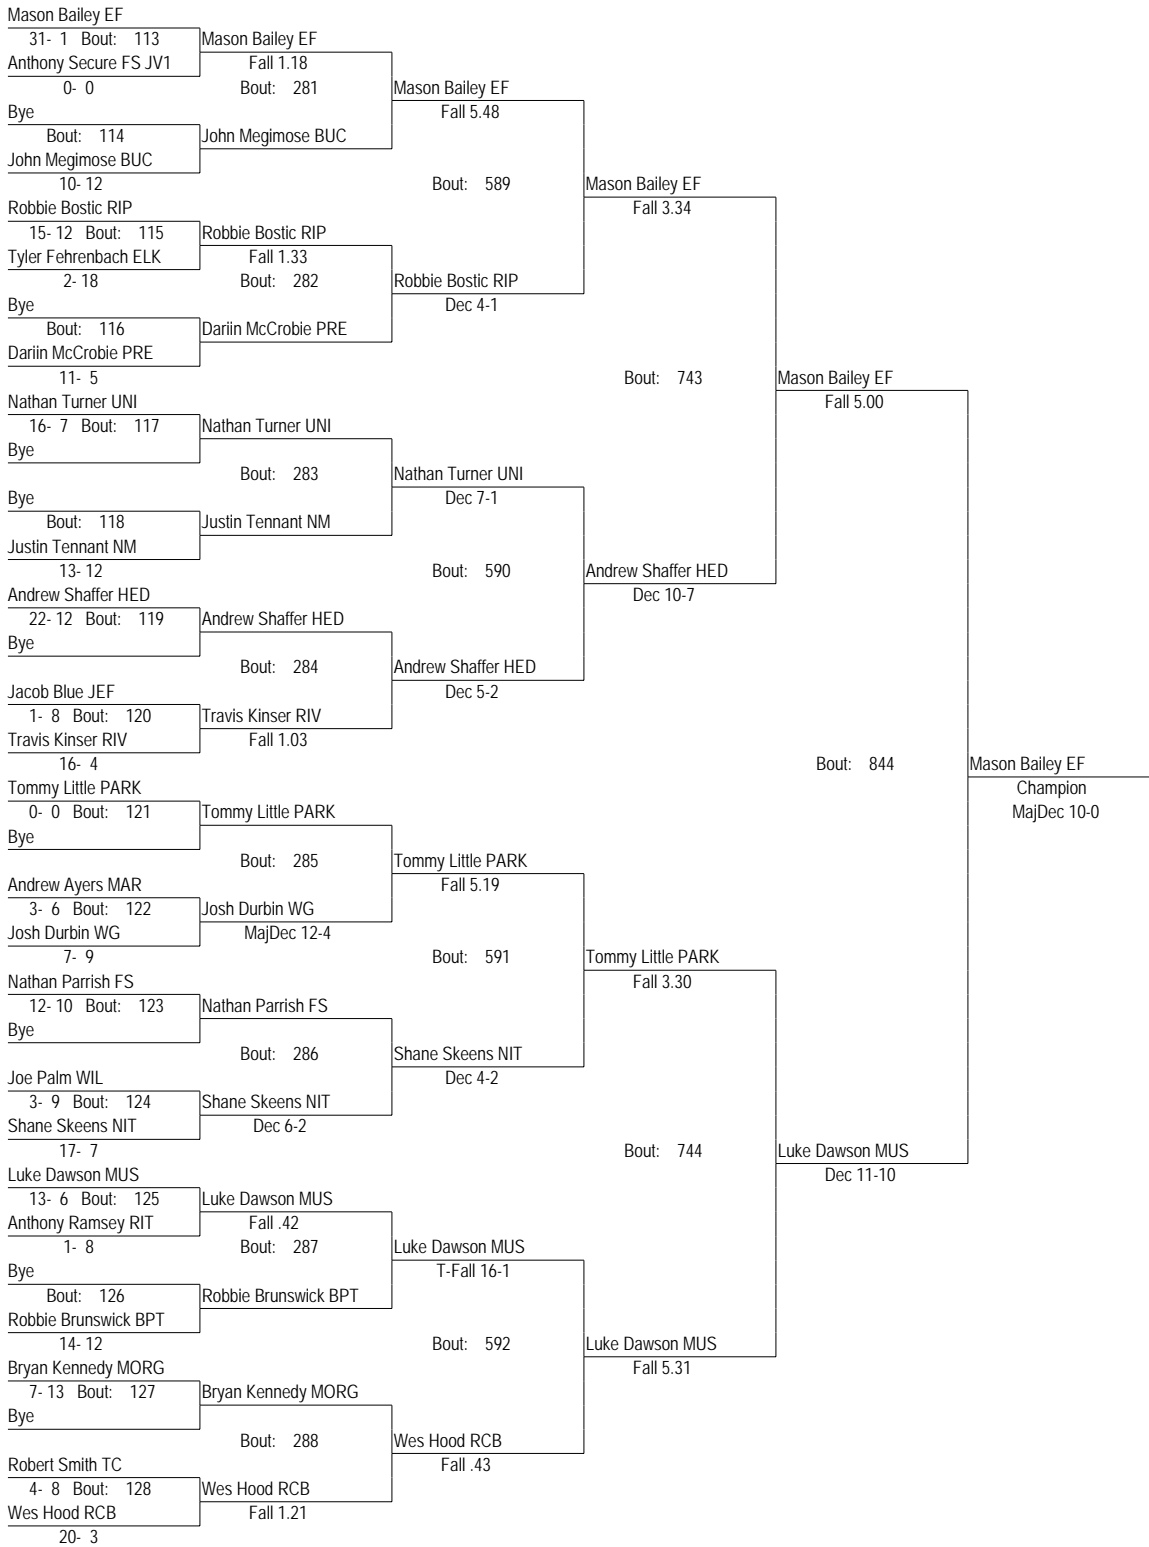 Mason Bailey EF
31- 1 Bout: 113
Mason Bailey EF
Anthony Secure FS JV1
Fall 1.18
0- 0
Bout: 281
Mason Bailey EF
Bye
Fall 5.48
Bout: 114
John Megimose BUC
John Megimose BUC
10- 12
Bout: 589
Mason Bailey EF
Robbie Bostic RIP
Fall 3.34
15- 12 Bout: 115
Robbie Bostic RIP
Tyler Fehrenbach ELK
Fall 1.33
2- 18
Bout: 282
Robbie Bostic RIP
Bye
Dec 4-1
Bout: 116
Dariin McCrobie PRE
Dariin McCrobie PRE
11- 5
Bout: 743
Mason Bailey EF
Nathan Turner UNI
Fall 5.00
16- 7 Bout: 117
Nathan Turner UNI
Bye
Bout: 283
Nathan Turner UNI
Bye
Dec 7-1
Bout: 118
Justin Tennant NM
Justin Tennant NM
13- 12
Bout: 590
Andrew Shaffer HED
Andrew Shaffer HED
Dec 10-7
22- 12 Bout: 119
Andrew Shaffer HED
Bye
Bout: 284
Andrew Shaffer HED
Jacob Blue JEF
Dec 5-2
1- 8 Bout: 120
Travis Kinser RIV
Travis Kinser RIV
Fall 1.03
16- 4
Bout: 844
Mason Bailey EF
Tommy Little PARK
Champion
0- 0 Bout: 121
Tommy Little PARK
MajDec 10-0
Bye
Bout: 285
Tommy Little PARK
Andrew Ayers MAR
Fall 5.19
3- 6 Bout: 122
Josh Durbin WG
Josh Durbin WG
MajDec 12-4
7- 9
Bout: 591
Tommy Little PARK
Nathan Parrish FS
Fall 3.30
12- 10 Bout: 123
Nathan Parrish FS
Bye
Bout: 286
Shane Skeens NIT
Joe Palm WIL
Dec 4-2
3- 9 Bout: 124
Shane Skeens NIT
Shane Skeens NIT
Dec 6-2
17- 7
Bout: 744
Luke Dawson MUS
Luke Dawson MUS
Dec 11-10
13- 6 Bout: 125
Luke Dawson MUS
Anthony Ramsey RIT
Fall .42
1- 8
Bout: 287
Luke Dawson MUS
Bye
T-Fall 16-1
Bout: 126
Robbie Brunswick BPT
Robbie Brunswick BPT
14- 12
Bout: 592
Luke Dawson MUS
Bryan Kennedy MORG
Fall 5.31
7- 13 Bout: 127
Bryan Kennedy MORG
Bye
Bout: 288
Wes Hood RCB
Robert Smith TC
Fall .43
4- 8 Bout: 128
Wes Hood RCB
Wes Hood RCB
Fall 1.21
20- 3